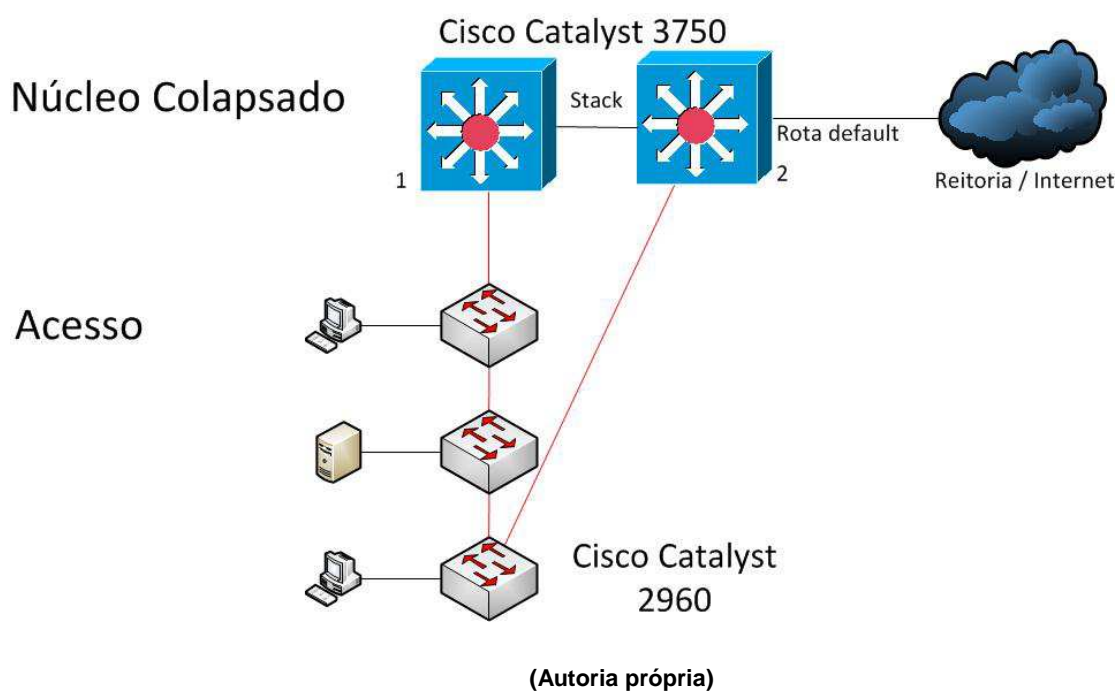 Cisco Catalyst 3750
Núcleo Colapsado
Stack
Rota default
1
2
Reitoria / Internet
Acesso
Cisco Catalyst
2960
(Autoria própria)